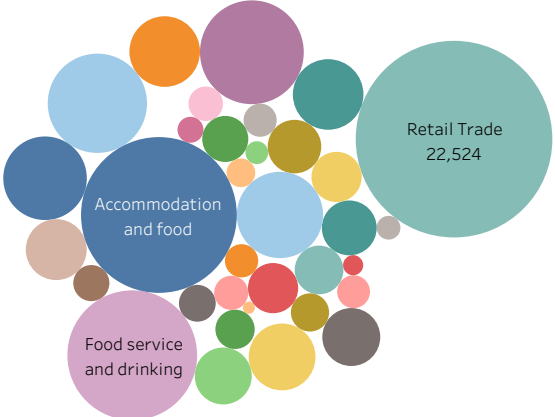 Retail Trade
22,524
Accommodation
and food
Food service
and drinking